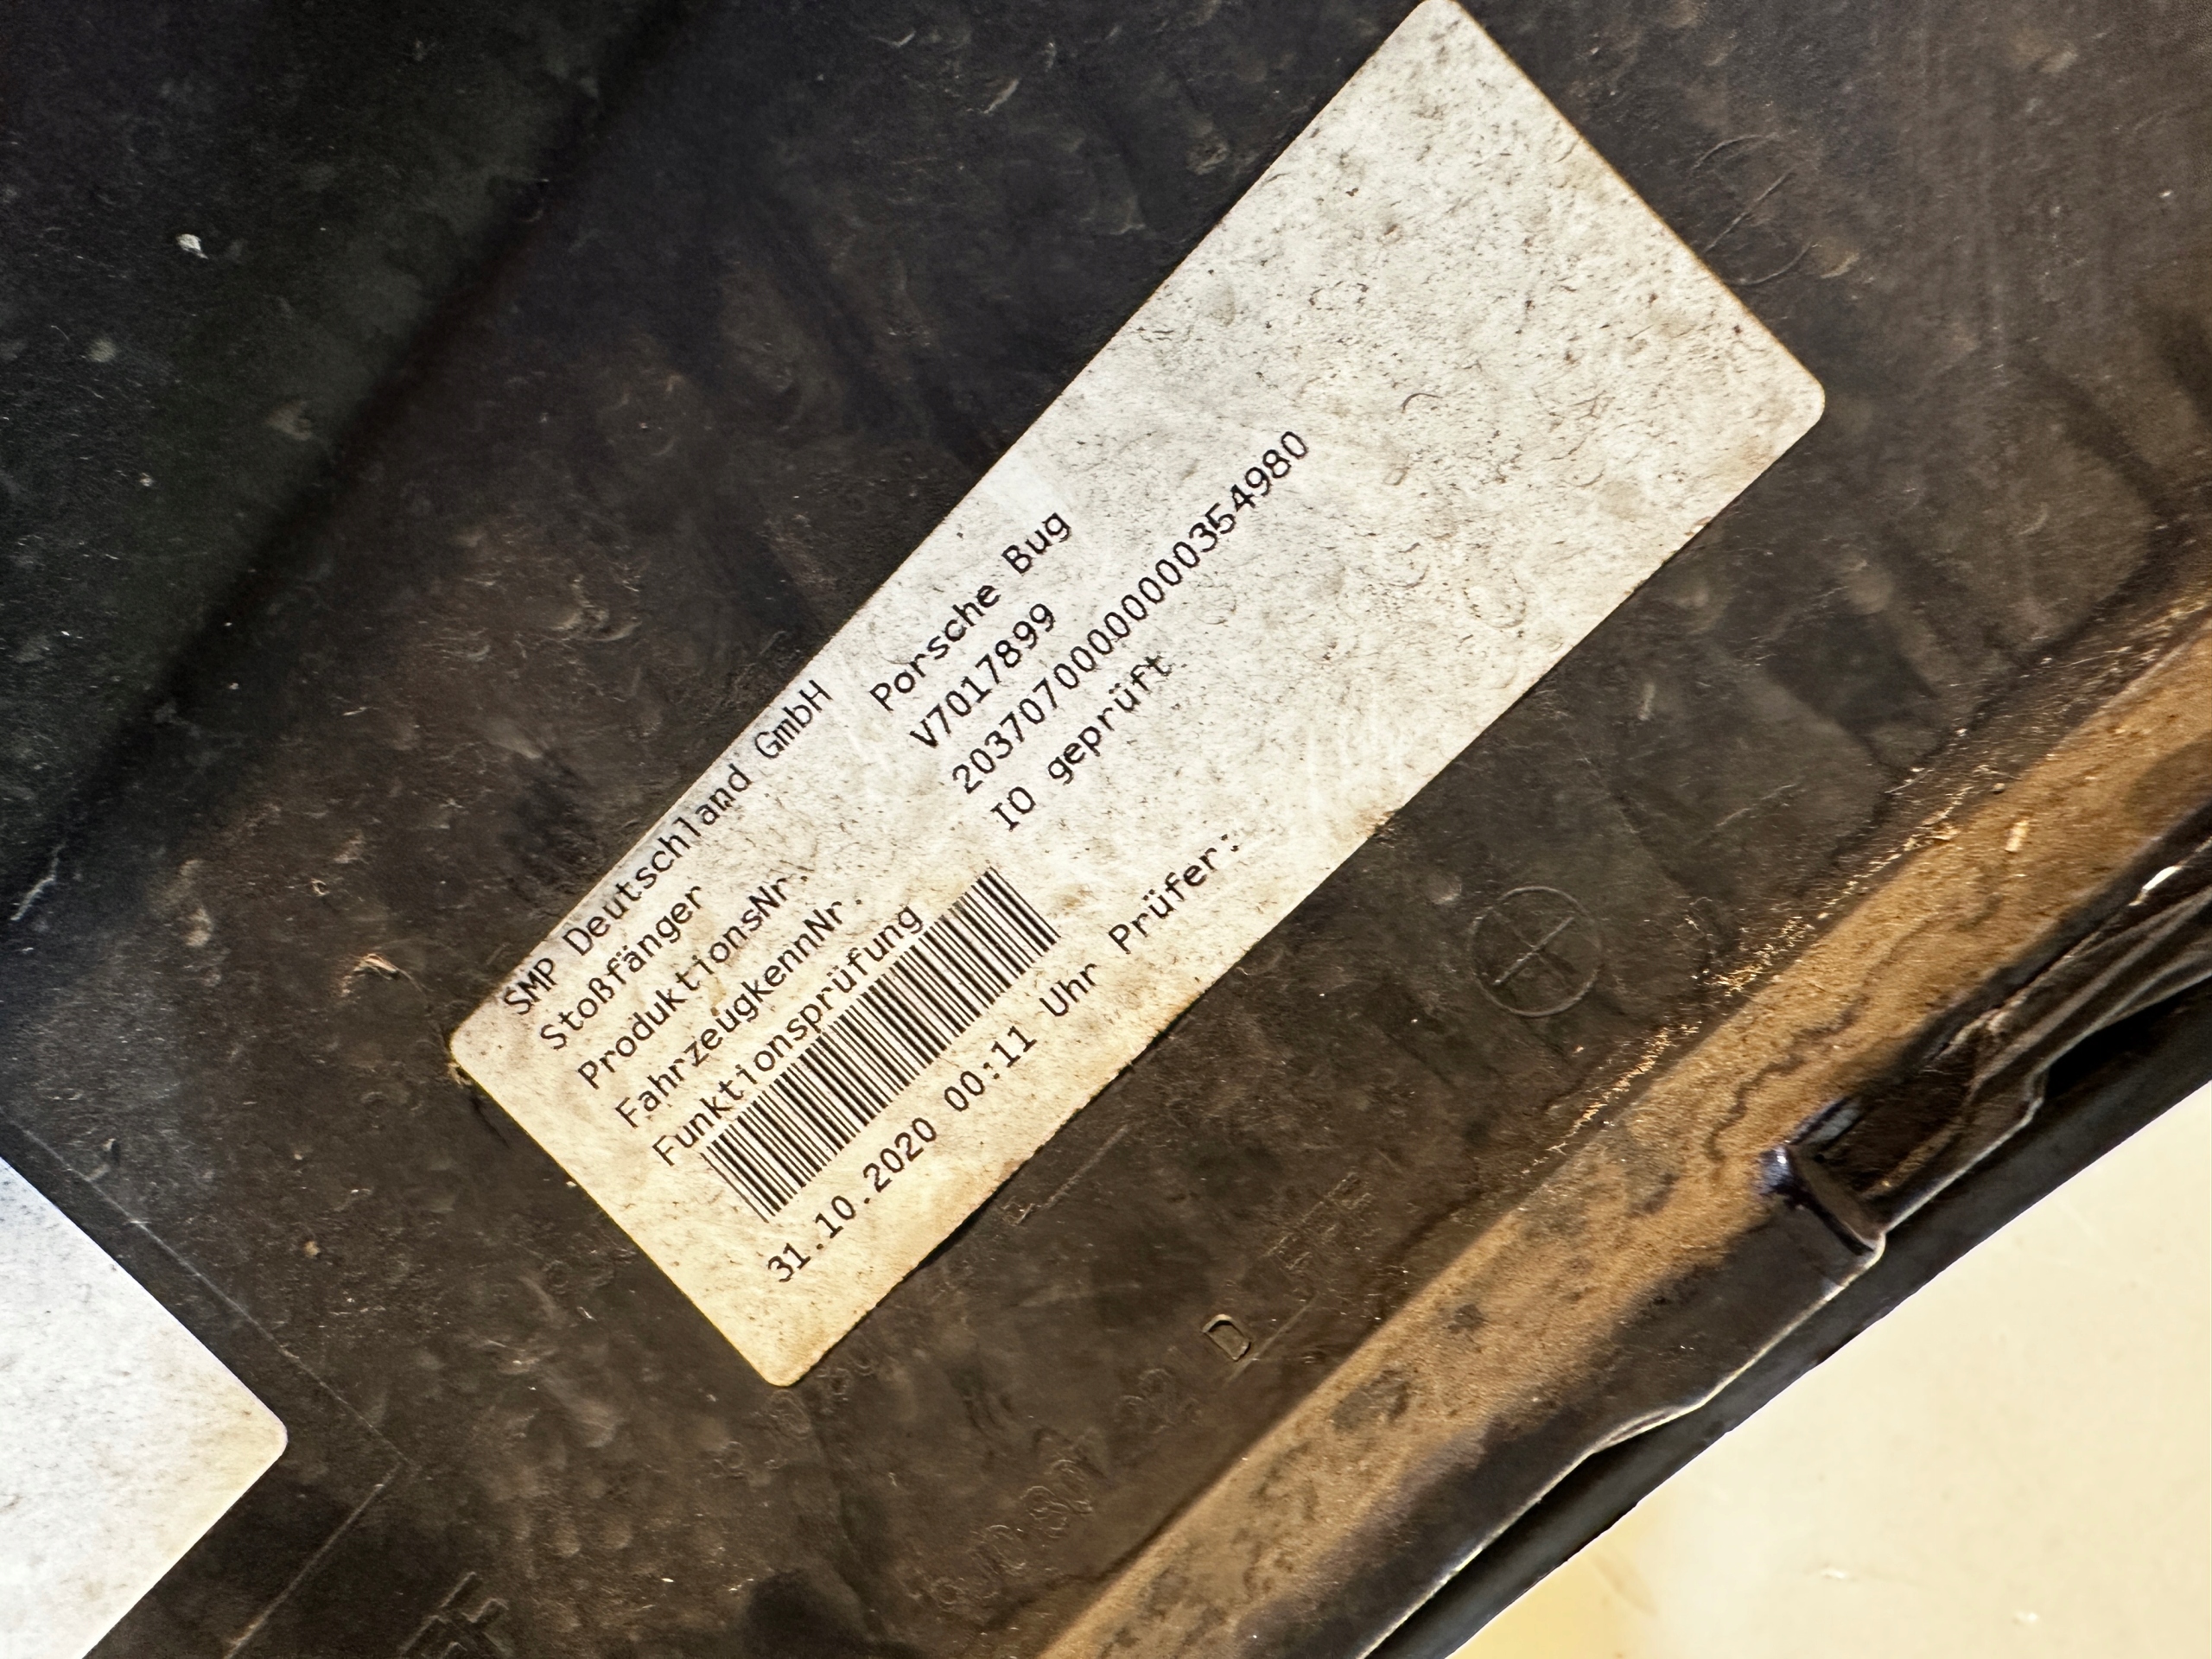 SMP Deutschland GmbH
Stoßfänger Porsche Bug
ProduktionsNr. V7017899
FahrzeugkennNr. 2037070000000000354980
Funktionsprüfung IO geprüft
31.10.2020 00:11 Uhr Prüfer:
D